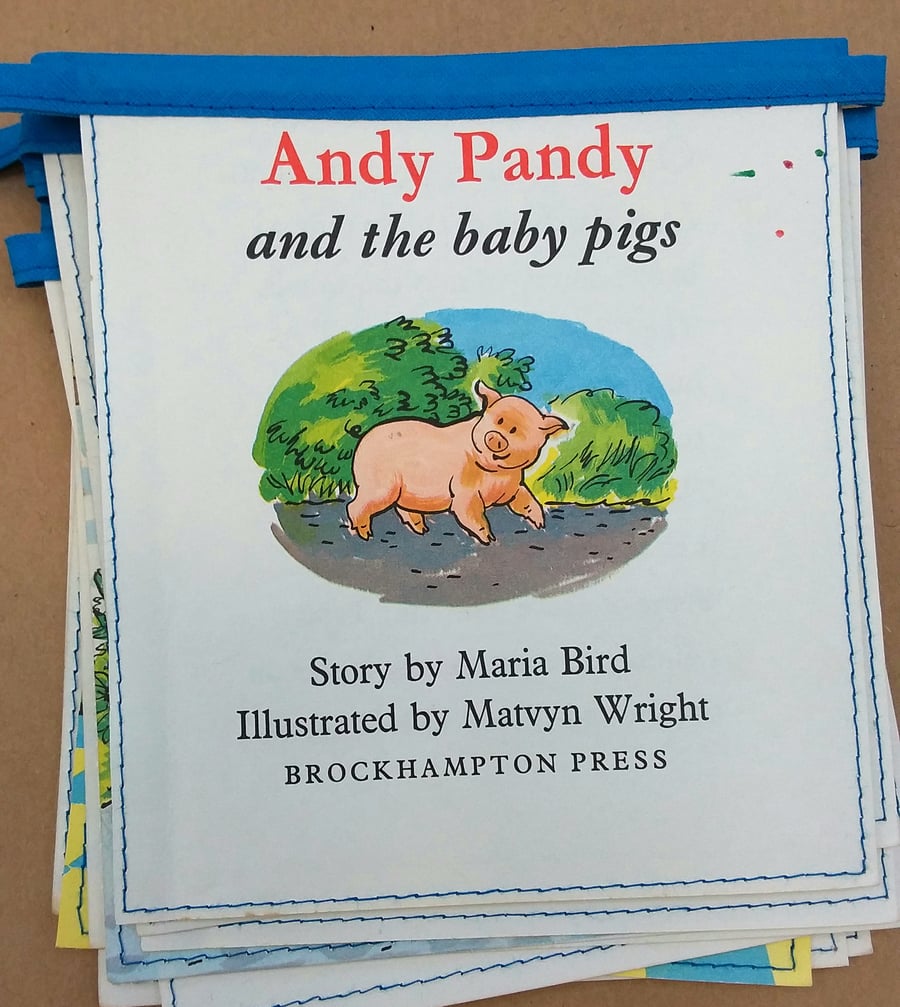 Andy Pandy
and the baby pigs
Story by Maria Bird
Illustrated by Matvyn Wright
BROCKHAMPTON PRESS